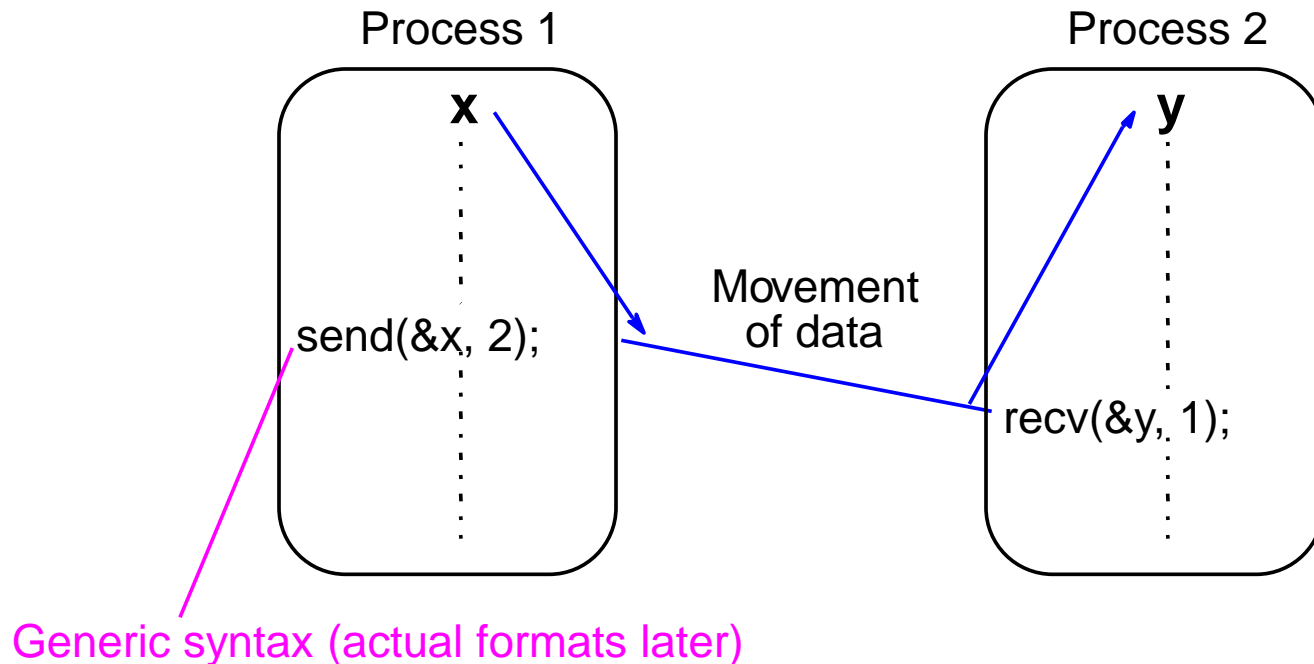 Process 1
Process 2
x
y
Movement
of data
send(&x, 2);
recv(&y, 1);
Generic syntax (actual formats later)